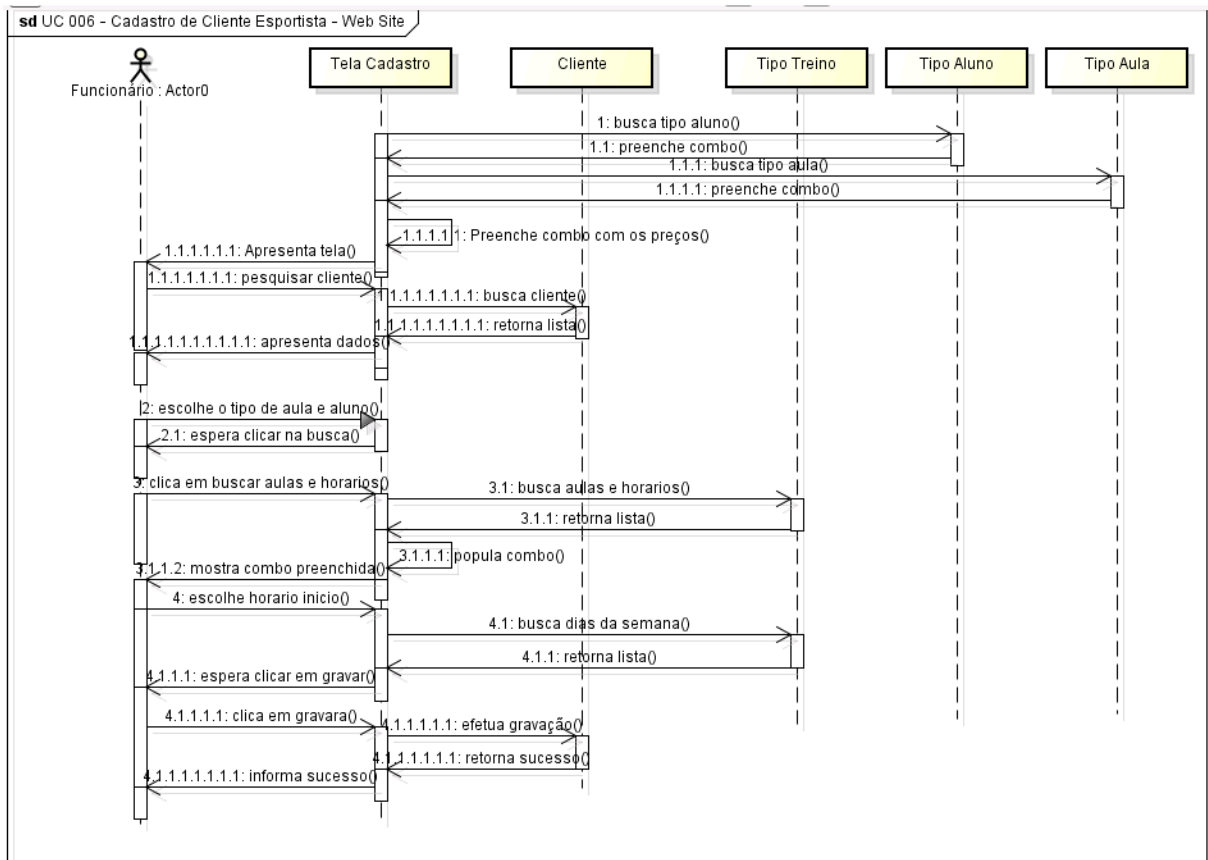 sd UC 006 - Cadastro de Cliente Esportista - Web Site
Funcionário : Actor0
Tela Cadastro
Cliente
Tipo Treino
Tipo Aluno
Tipo Aula
1: busca tipo aluno()
1.1: preenche combo()
1.1.1: busca tipo aula()
1.1.1.1: preenche combo()
1.1.1.1.1: Preenche combo com os preços()
1.1.1.1.1.1: Apresenta tela()
1.1.1.1.1.1.1: pesquisar cliente()
1.1.1.1.1.1.1.1: busca cliente()
1.1.1.1.1.1.1.1.1: retorna lista()
1.1.1.1.1.1.1.1.1.1: apresenta dados()
2: escolhe o tipo de aula e aluno()
2.1: espera clicar na busca()
3: clica em buscar aulas e horarios()
3.1: busca aulas e horarios()
3.1.1: retorna lista()
3.1.1.1: popula combo()
3.1.1.2: mostra combo preenchida()
4: escolhe horario inicio()
4.1: busca dias da semana()
4.1.1: retorna lista()
4.1.1.1: espera clicar em gravar()
4.1.1.1.1: clica em gravara()
4.1.1.1.1.1: efetua gravação()
4.1.1.1.1.1.1: retorna sucesso()
4.1.1.1.1.1.1.1: informa sucesso()